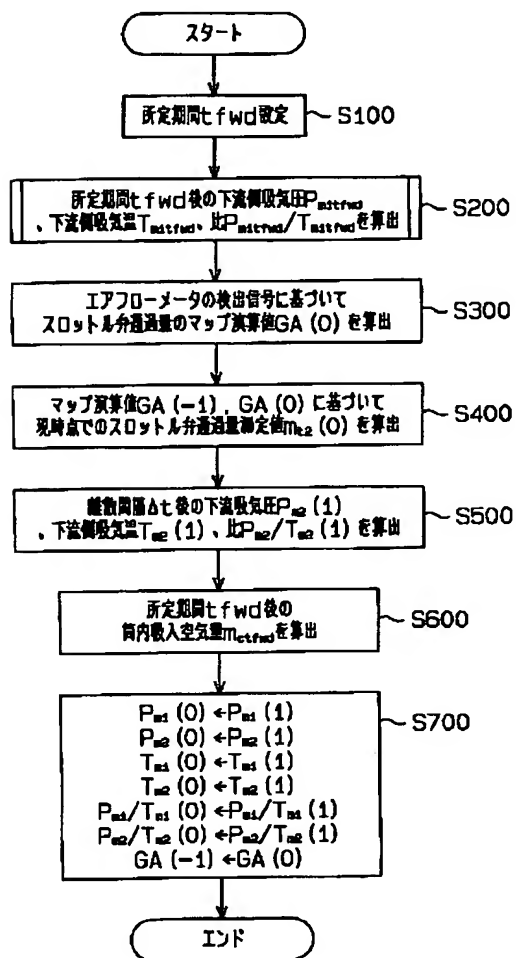 スタート
所定期間tfwd設定
S100
所定期間tfwd後の下流側吸気圧Pm1tfwd
、下流側吸気温Tm1tfwd、比Pm1tfwd/Tm1tfwdを算出
S200
エアフローメータの検出信号に基づいて
スロットル弁通過量のマップ演算値GA(0)を算出
S300
マップ演算値GA(-1),GA(0)に基づいて
現時点でのスロットル弁通過量測定値mt2(0)を算出
S400
離散間隔Δt後の下流吸気圧Pm2(1)
、下流側吸気温Tm2(1)、比Pm2/Tm2(1)を算出
S500
所定期間tfwd後の
筒内吸入空気量mctfwdを算出
S600
Pm1(0)←Pm1(1)
Pm2(0)←Pm2(1)
Tm1(0)←Tm1(1)
Tm2(0)←Tm2(1)
Pm1/Tm1(0)←Pm1/Tm1(1)
Pm2/Tm2(0)←Pm2/Tm2(1)
GA(-1)←GA(0)
S700
エンド